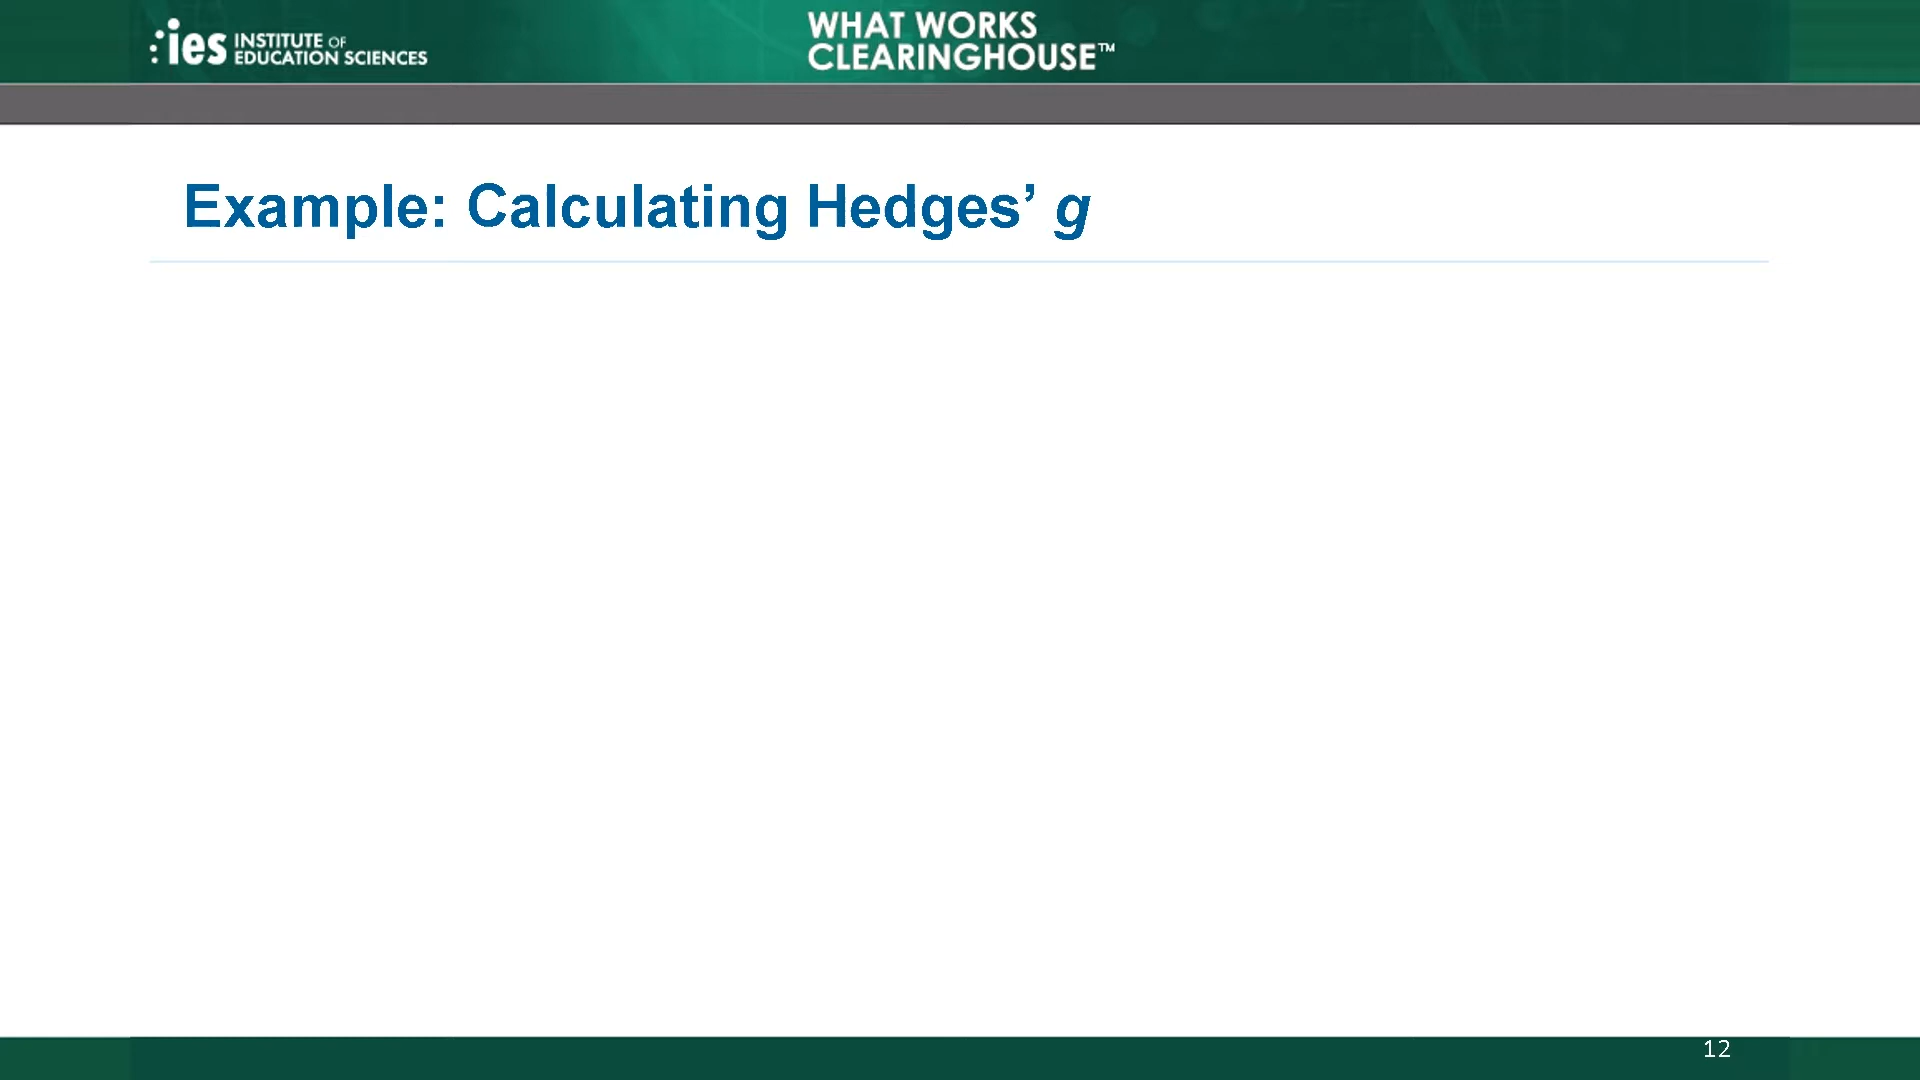 ies INSTITUTE OF
EDUCATION SCIENCES
WHAT WORKS
CLEARINGHOUSE™
Example: Calculating Hedges’ g
12